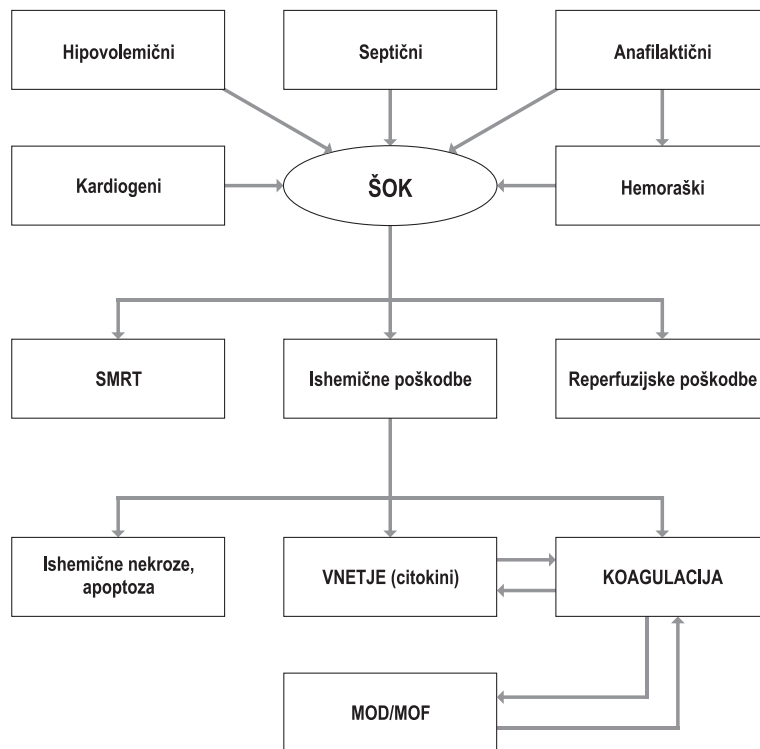 Hipovolemični
Septični
Anafilaktični
Kardiogeni
ŠOK
Hemoraški
SMRT
Ishemične poškodbe
Reperfuzijske poškodbe
Ishemične nekroze,
apoptoza
VNETJE (citokini)
KOAGULACIJA
MOD/MOF